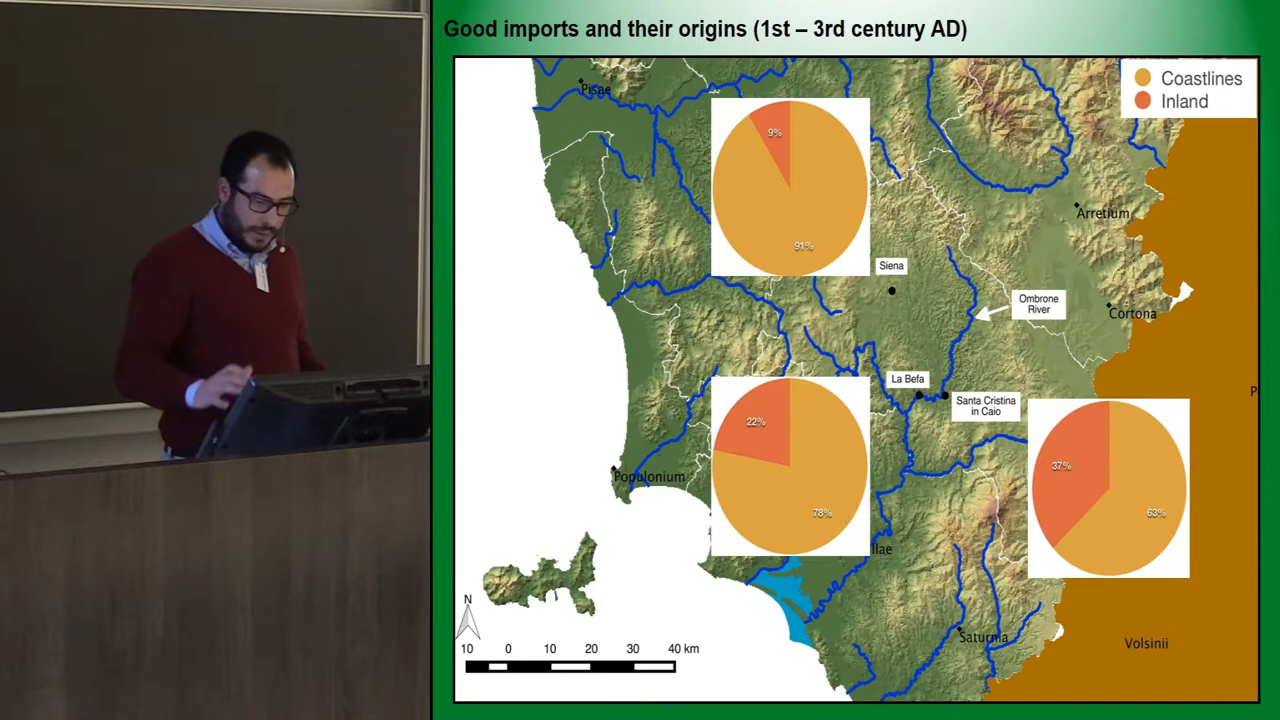 Good imports and their origins (1st – 3rd century AD)
Coastlines
Inland
Pisae
9%
91%
Arretium
Siena
Ombrone
River
Cortona
La Befa
Santa Cristina
in Caio
P
22%
78%
37%
63%
Populonium
llae
N
Saturnia
Volsinii
10 0 10 20 30 40 km